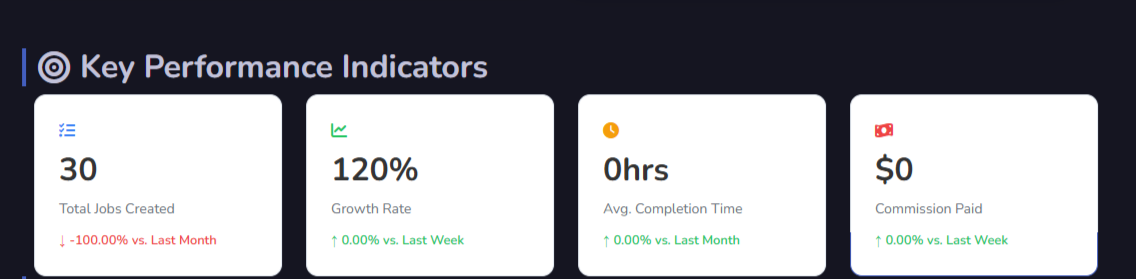 Key Performance Indicators
30
Total Jobs Created
↓ -100.00% vs. Last Month
120%
Growth Rate
↑ 0.00% vs. Last Week
0hrs
Avg. Completion Time
↑ 0.00% vs. Last Month
$0
Commission Paid
↑ 0.00% vs. Last Week